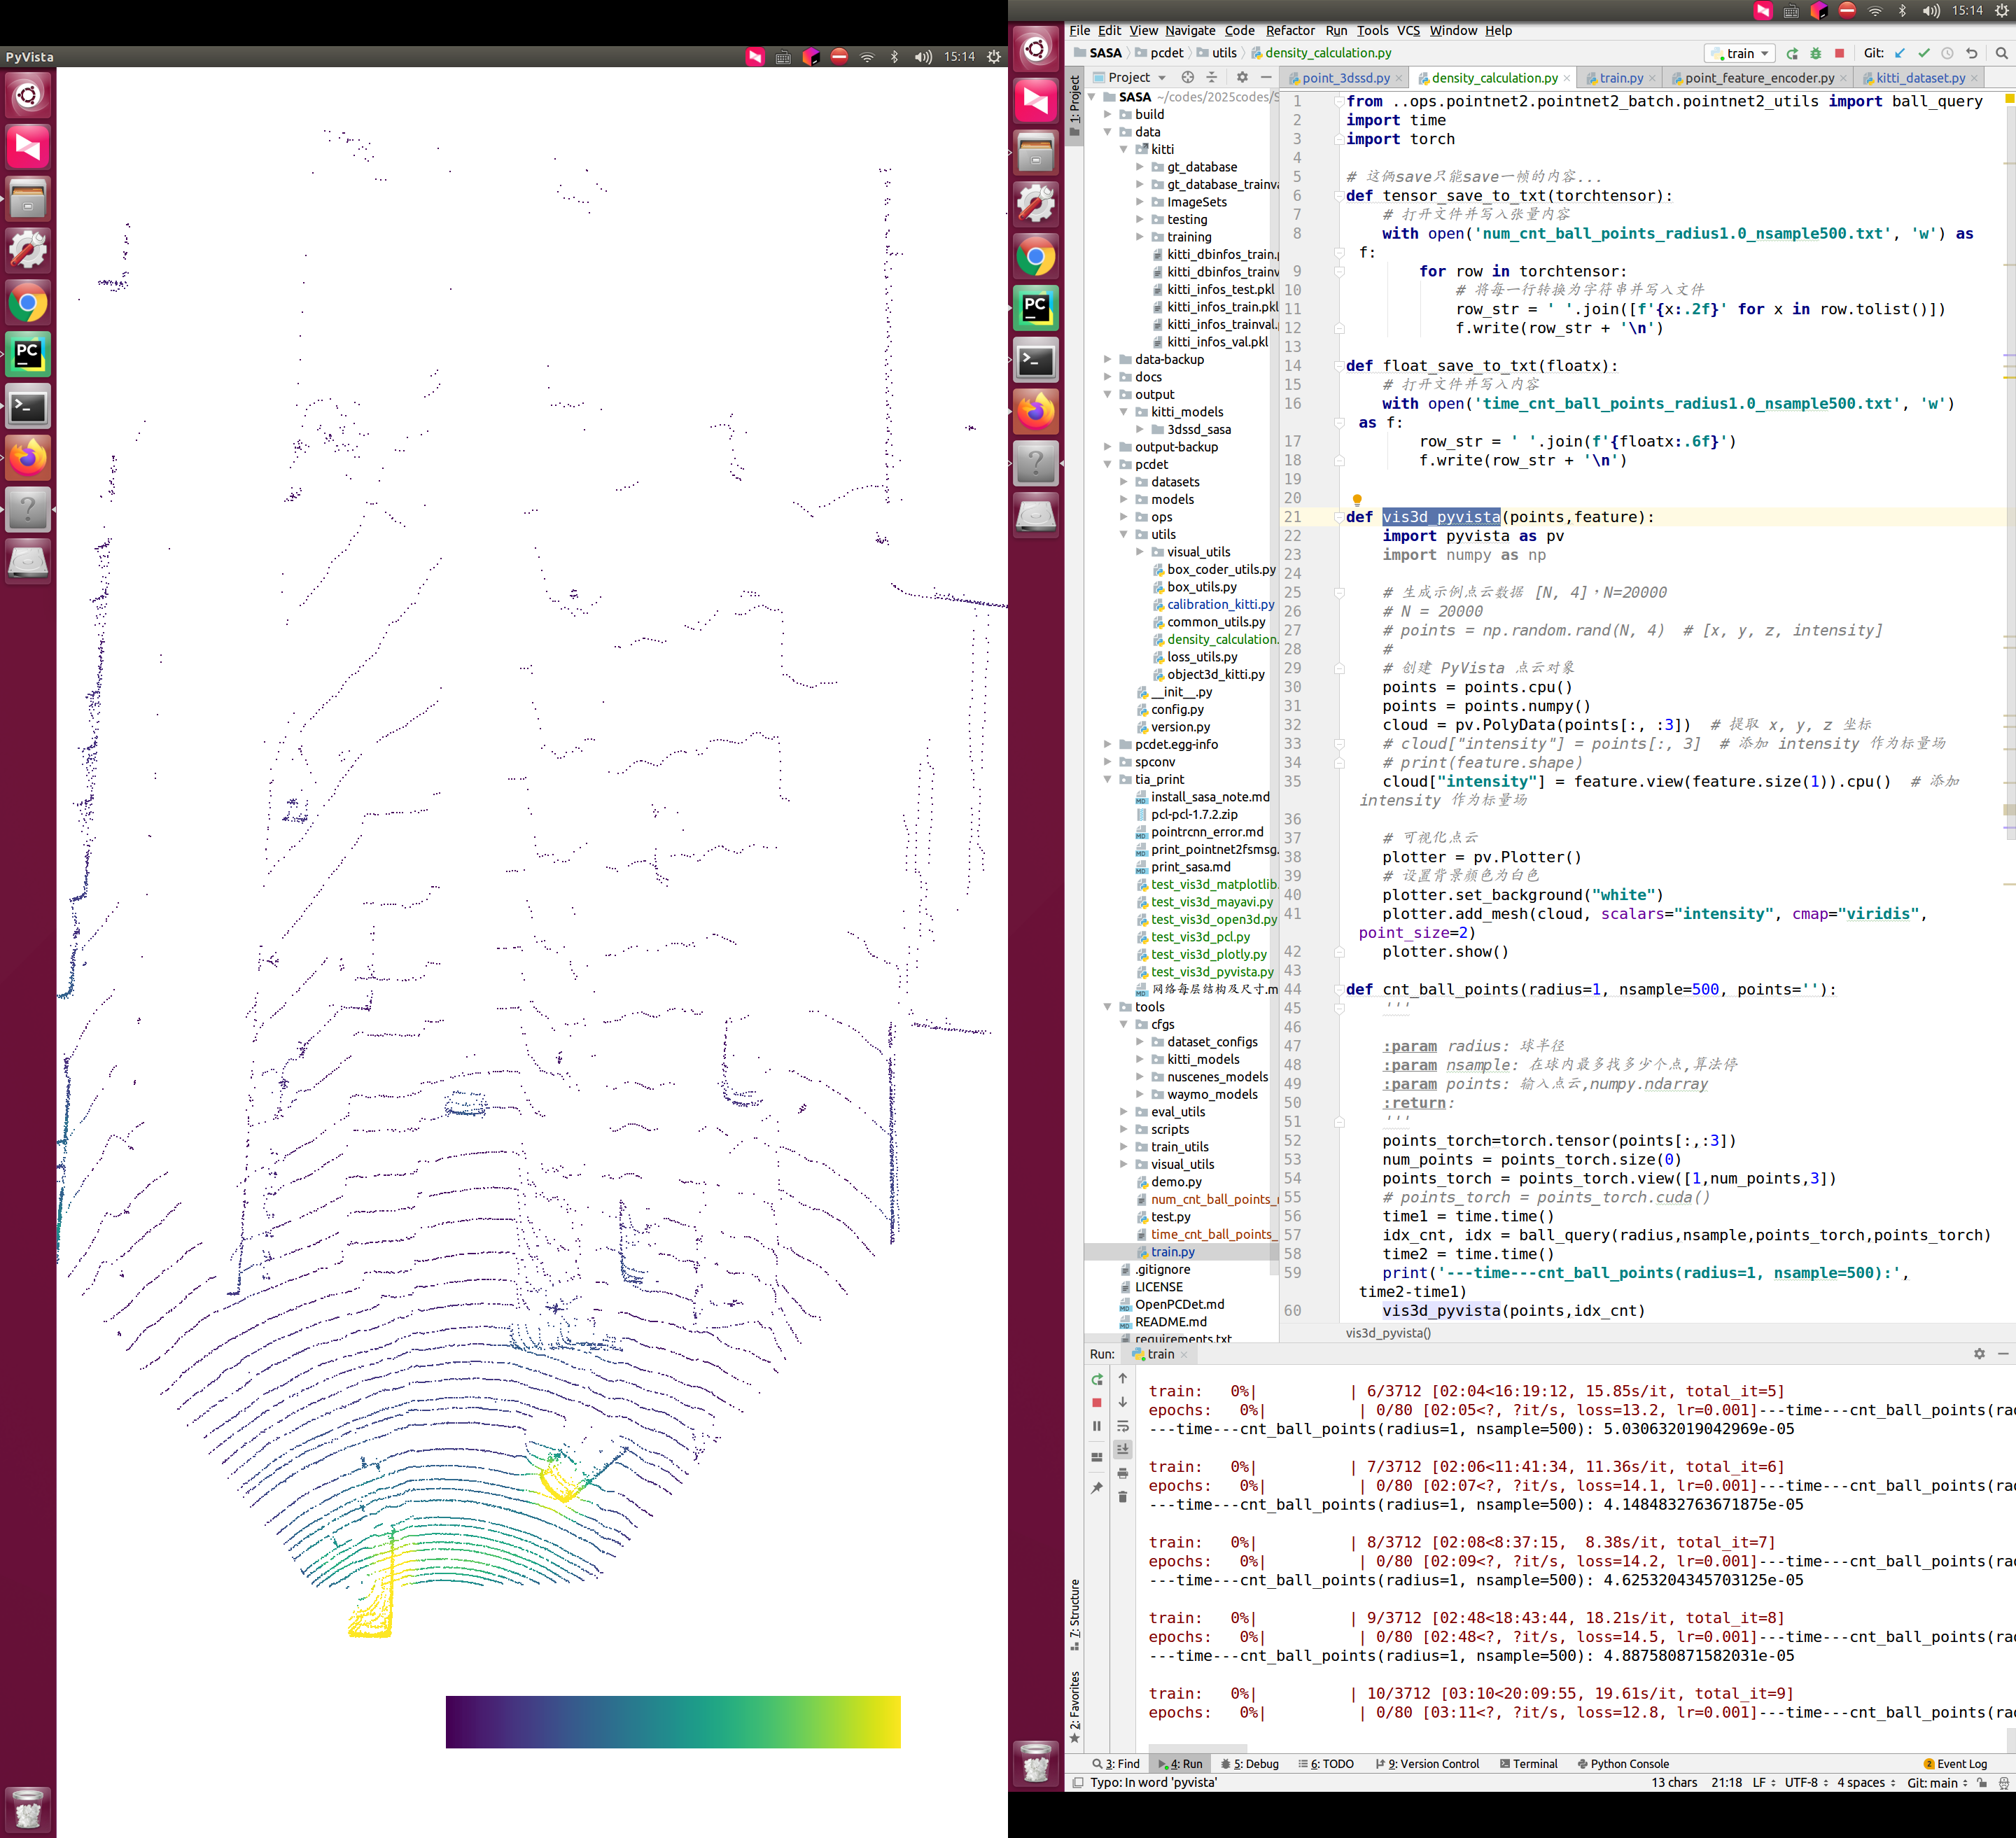 PyVista
15:14
15:14
File Edit View Navigate Code Refactor Run Tools VCS Window Help
SASA pcdet utils density_calculation.py
train
Git:
Project
point_3dssd.py
density_calculation.py
train.py
point_feature_encoder.py
kitti_dataset.py
1: Project
SASA ~/codes/2025codes/S
build
data
kitti
gt_database
gt_database_trainva
ImageSets
testing
training
kitti_dbinfos_train.p
kitti_dbinfos_trainv
kitti_infos_test.pkl
kitti_infos_train.pkl
kitti_infos_trainval.
kitti_infos_val.pkl
data-backup
docs
output
kitti_models
3dssd_sasa
output-backup
pcdet
datasets
models
ops
utils
visual_utils
box_coder_utils.py
box_utils.py
calibration_kitti.py
common_utils.py
density_calculation.
loss_utils.py
object3d_kitti.py
__init__.py
config.py
version.py
pcdet.egg-info
spconv
tia_print
install_sasa_note.md
pcl-pcl-1.7.2.zip
pointrcnn_error.md
print_pointnet2fsmsg.
print_sasa.md
test_vis3d_matplotlib.
test_vis3d_mayavi.py
test_vis3d_open3d.py
test_vis3d_pcl.py
test_vis3d_plotly.py
test_vis3d_pyvista.py
网络每层结构及尺寸.m
tools
cfgs
dataset_configs
kitti_models
nuscenes_models
waymo_models
eval_utils
scripts
train_utils
visual_utils
demo.py
num_cnt_ball_points_
test.py
time_cnt_ball_points_
train.py
.gitignore
LICENSE
OpenPCDet.md
README.md
requirements.txt
1 from ..ops.pointnet2.pointnet2_batch.pointnet2_utils import ball_query
2 import time
3 import torch
4
5 # 这俩save只能save一帧的内容...
6 def tensor_save_to_txt(torchtensor):
7 # 打开文件并写入张量内容
8 with open('num_cnt_ball_points_radius1.0_nsample500.txt', 'w') as
f:
9 for row in torchtensor:
10 # 将每一行转换为字符串并写入文件
11 row_str = ' '.join([f'{x:.2f}' for x in row.tolist()])
12 f.write(row_str + '\n')
13
14 def float_save_to_txt(floatx):
15 # 打开文件并写入内容
16 with open('time_cnt_ball_points_radius1.0_nsample500.txt', 'w')
as f:
17 row_str = ' '.join(f'{floatx:.6f}')
18 f.write(row_str + '\n')
19
20
21 def vis3d_pyvista(points,feature):
22 import pyvista as pv
23 import numpy as np
24
25 # 生成示例点云数据 [N, 4]，N=20000
26 # N = 20000
27 # points = np.random.rand(N, 4) # [x, y, z, intensity]
28 #
29 # 创建 PyVista 点云对象
30 points = points.cpu()
31 points = points.numpy()
32 cloud = pv.PolyData(points[:, :3]) # 提取 x, y, z 坐标
33 # cloud["intensity"] = points[:, 3] # 添加 intensity 作为标量场
34 # print(feature.shape)
35 cloud["intensity"] = feature.view(feature.size(1)).cpu() # 添加
intensity 作为标量场
36
37 # 可视化点云
38 plotter = pv.Plotter()
39 # 设置背景颜色为白色
40 plotter.set_background("white")
41 plotter.add_mesh(cloud, scalars="intensity", cmap="viridis",
point_size=2)
42 plotter.show()
43
44 def cnt_ball_points(radius=1, nsample=500, points=''):
45 '''
46
47 :param radius: 球半径
48 :param nsample: 在球内最多找多少个点,算法停
49 :param points: 输入点云,numpy.ndarray
50 :return:
51 '''
52 points_torch=torch.tensor(points[:,:3])
53 num_points = points_torch.size(0)
54 points_torch = points_torch.view([1,num_points,3])
55 # points_torch = points_torch.cuda()
56 time1 = time.time()
57 idx_cnt, idx = ball_query(radius,nsample,points_torch,points_torch)
58 time2 = time.time()
59 print('---time---cnt_ball_points(radius=1, nsample=500):',
time2-time1)
60 vis3d_pyvista(points,idx_cnt)
vis3d_pyvista()
Run: train
train: 0%| | 6/3712 [02:04<16:19:12, 15.85s/it, total_it=5]
epochs: 0%| | 0/80 [02:05<?, ?it/s, loss=13.2, lr=0.001]---time---cnt_ball_points(rad
---time---cnt_ball_points(radius=1, nsample=500): 5.030632019042969e-05
train: 0%| | 7/3712 [02:06<11:41:34, 11.36s/it, total_it=6]
epochs: 0%| | 0/80 [02:07<?, ?it/s, loss=14.1, lr=0.001]---time---cnt_ball_points(rad
---time---cnt_ball_points(radius=1, nsample=500): 4.1484832763671875e-05
train: 0%| | 8/3712 [02:08<8:37:15, 8.38s/it, total_it=7]
epochs: 0%| | 0/80 [02:09<?, ?it/s, loss=14.2, lr=0.001]---time---cnt_ball_points(rad
---time---cnt_ball_points(radius=1, nsample=500): 4.6253204345703125e-05
train: 0%| | 9/3712 [02:48<18:43:44, 18.21s/it, total_it=8]
epochs: 0%| | 0/80 [02:48<?, ?it/s, loss=14.5, lr=0.001]---time---cnt_ball_points(rad
---time---cnt_ball_points(radius=1, nsample=500): 4.887580871582031e-05
train: 0%| | 10/3712 [03:10<20:09:55, 19.61s/it, total_it=9]
epochs: 0%| | 0/80 [03:11<?, ?it/s, loss=12.8, lr=0.001]---time---cnt_ball_points(rad
7: Structure
2: Favorites
3: Find 4: Run 5: Debug 6: TODO 9: Version Control Terminal Python Console 2 Event Log
Typo: In word 'pyvista' 13 chars 21:18 LF UTF-8 4 spaces Git: main